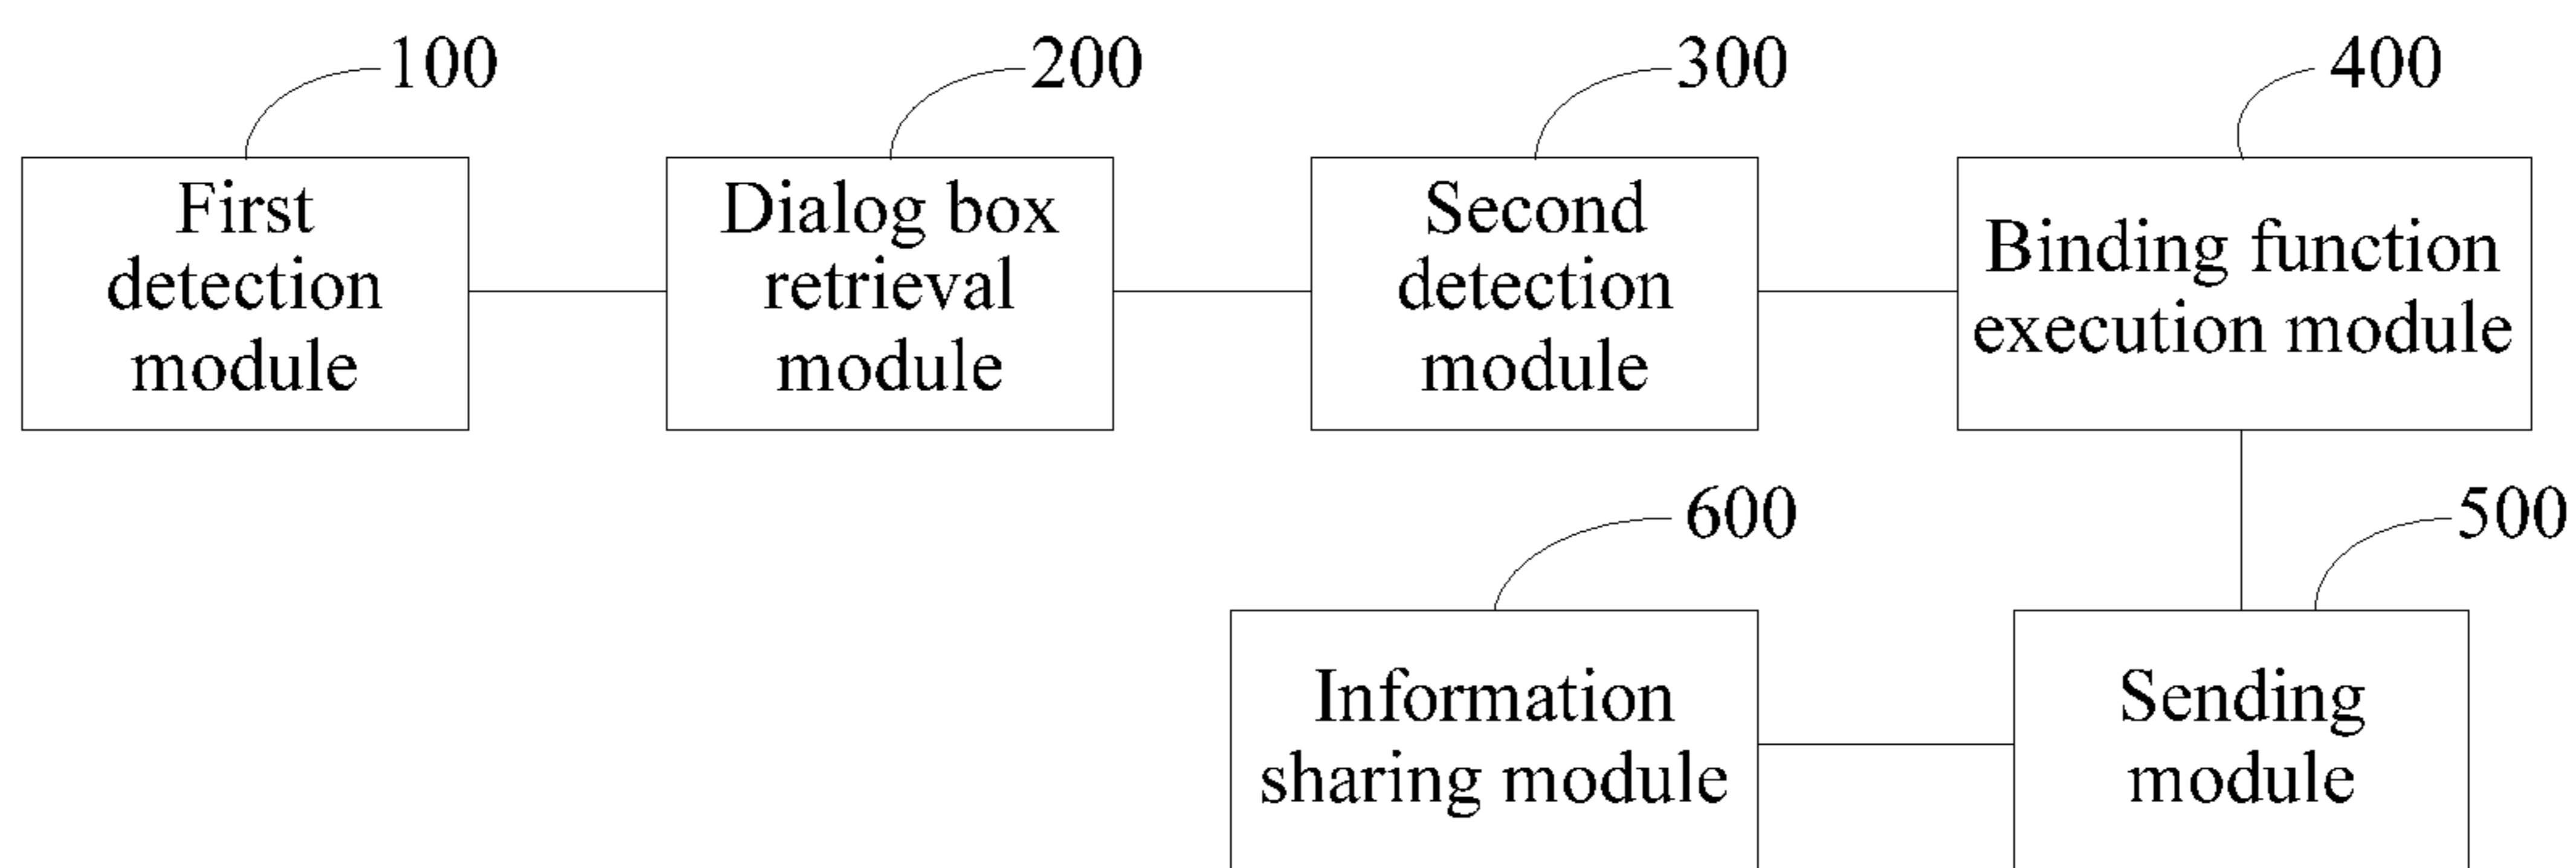 100
200
300
400
First
detection
module
Dialog box
retrieval
module
Second
detection
module
Binding function
execution module
600
500
Information
sharing module
Sending
module